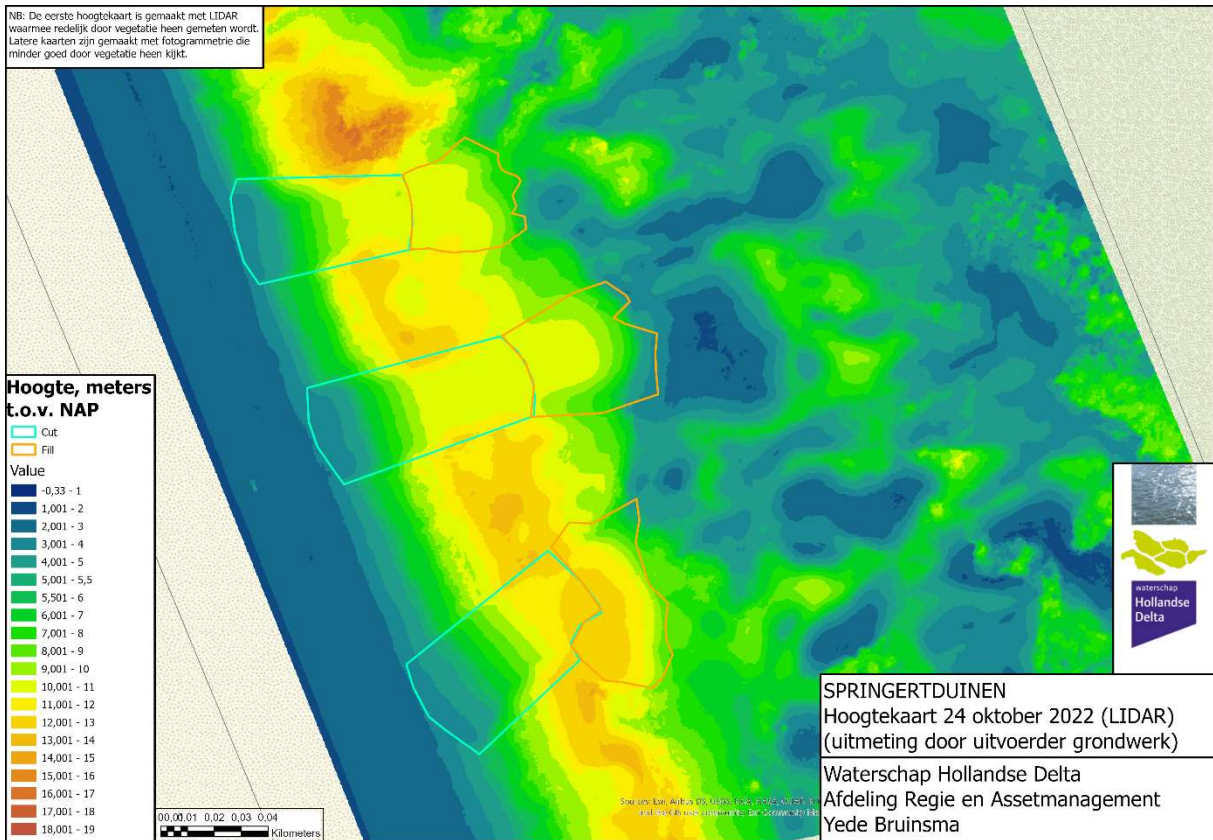 NB: De eerste hoogtekaart is gemaakt met LIDAR
waarmee redelijk door vegetatie heen gemeten wordt.
Latere kaarten zijn gemaakt met fotogrammetrie die
minder goed door vegetatie heen kijkt.
Hoogte, meters
t.o.v. NAP
Cut
Fill
Value
-0,33 - 1
1,001 - 2
2,001 - 3
3,001 - 4
4,001 - 5
5,001 - 5,5
5,501 - 6
6,001 - 7
7,001 - 8
8,001 - 9
9,001 - 10
10,001 - 11
11,001 - 12
12,001 - 13
13,001 - 14
14,001 - 15
15,001 - 16
16,001 - 17
17,001 - 18
18,001 - 19
0,01 0,02 0,03 0,04
Kilometers
Sources: Esri, Airbus DS,
waterschap
Hollandse
Delta
SPRINGERTDUINEN
Hoogtekaart 24 oktober 2022 (LIDAR)
(uitmeting door uitvoerder grondwerk)
Waterschap Hollandse Delta
Afdeling Regie en Assetmanagement
Yede Bruinsma